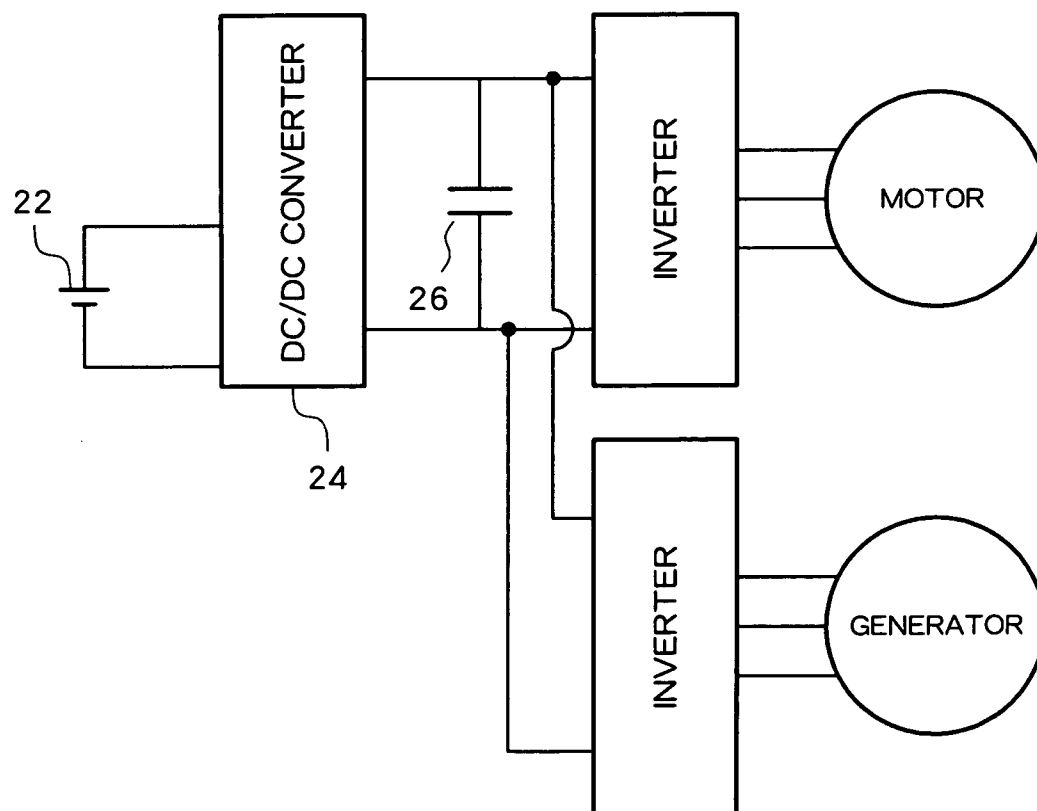 22
DC/DC CONVERTER
24
26
INVERTER
MOTOR
INVERTER
GENERATOR